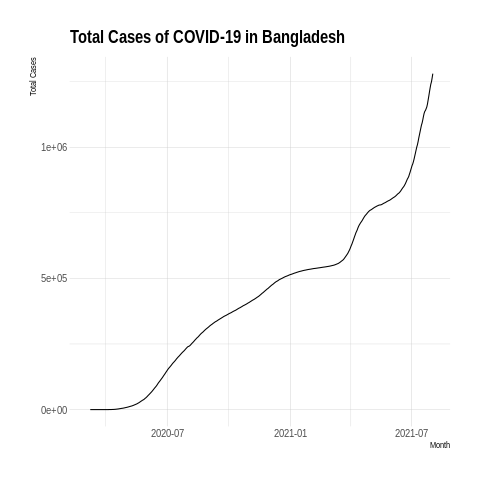 Total Cases of COVID-19 in Bangladesh
Total Cases
1e+06
5e+05
0e+00
2020-07 2021-01 2021-07
Month